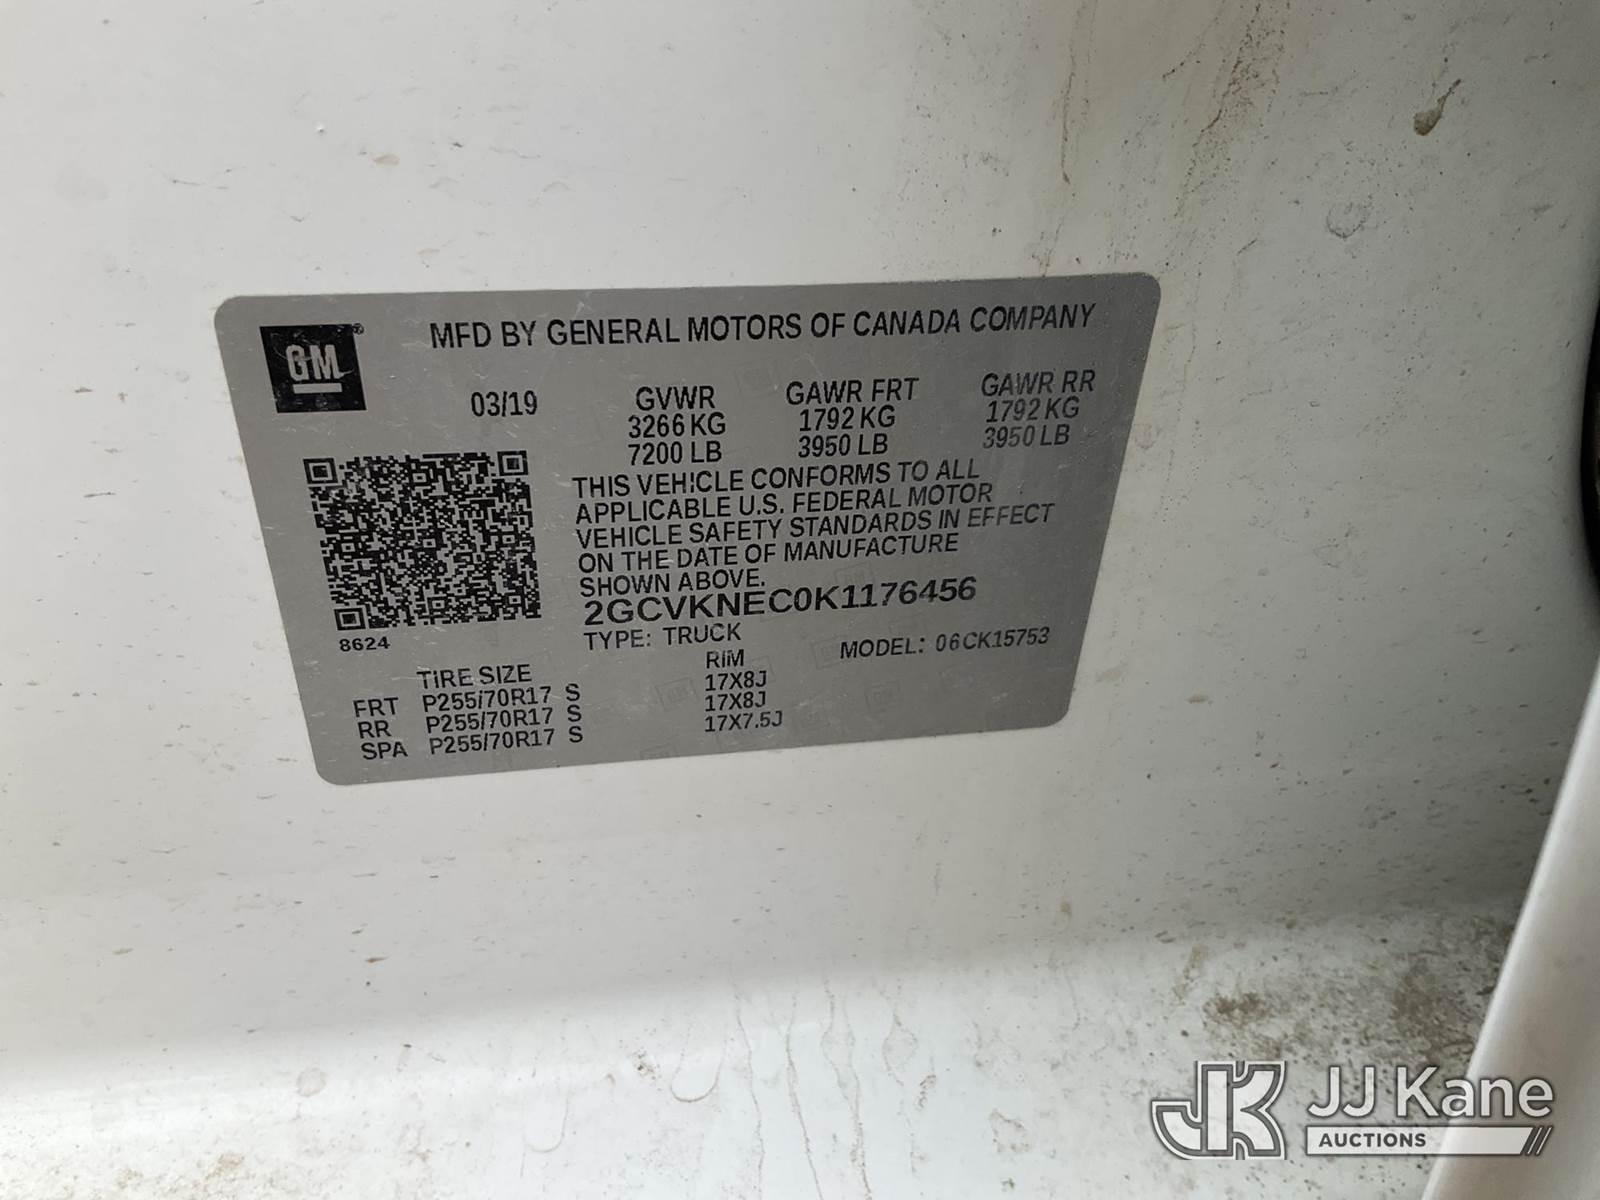 GM
MFD BY GENERAL MOTORS OF CANADA COMPANY
03/19
GVWR GAWR FRT GAWR RR
3266 KG 1792 KG 1792 KG
7200 LB 3950 LB 3950 LB
THIS VEHICLE CONFORMS TO ALL
APPLICABLE U.S. FEDERAL MOTOR
VEHICLE SAFETY STANDARDS IN EFFECT
ON THE DATE OF MANUFACTURE
SHOWN ABOVE.
2GCVKNEC0K1176456
8624
TYPE: TRUCK MODEL: 06CK15753
TIRE SIZE RIM
FRT P255/70R17 S 17X8J
RR P255/70R17 S 17X8J
SPA P255/70R17 S 17X7.5J
JK JJ Kane
AUCTIONS